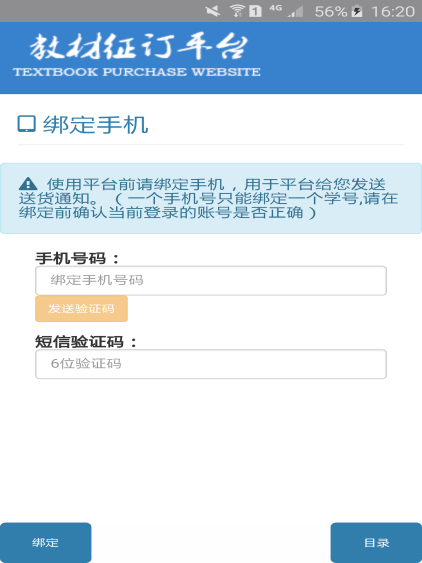 1 4G 56% 16:20
教材征订平台
TEXTBOOK PURCHASE WEBSITE
绑定手机
使用平台前请绑定手机，用于平台给您发送
送货通知。（一个手机号只能绑定一个学号,请在
绑定前确认当前登录的账号是否正确）
手机号码：
绑定手机号码
发送验证码
短信验证码：
6位验证码
绑定 目录